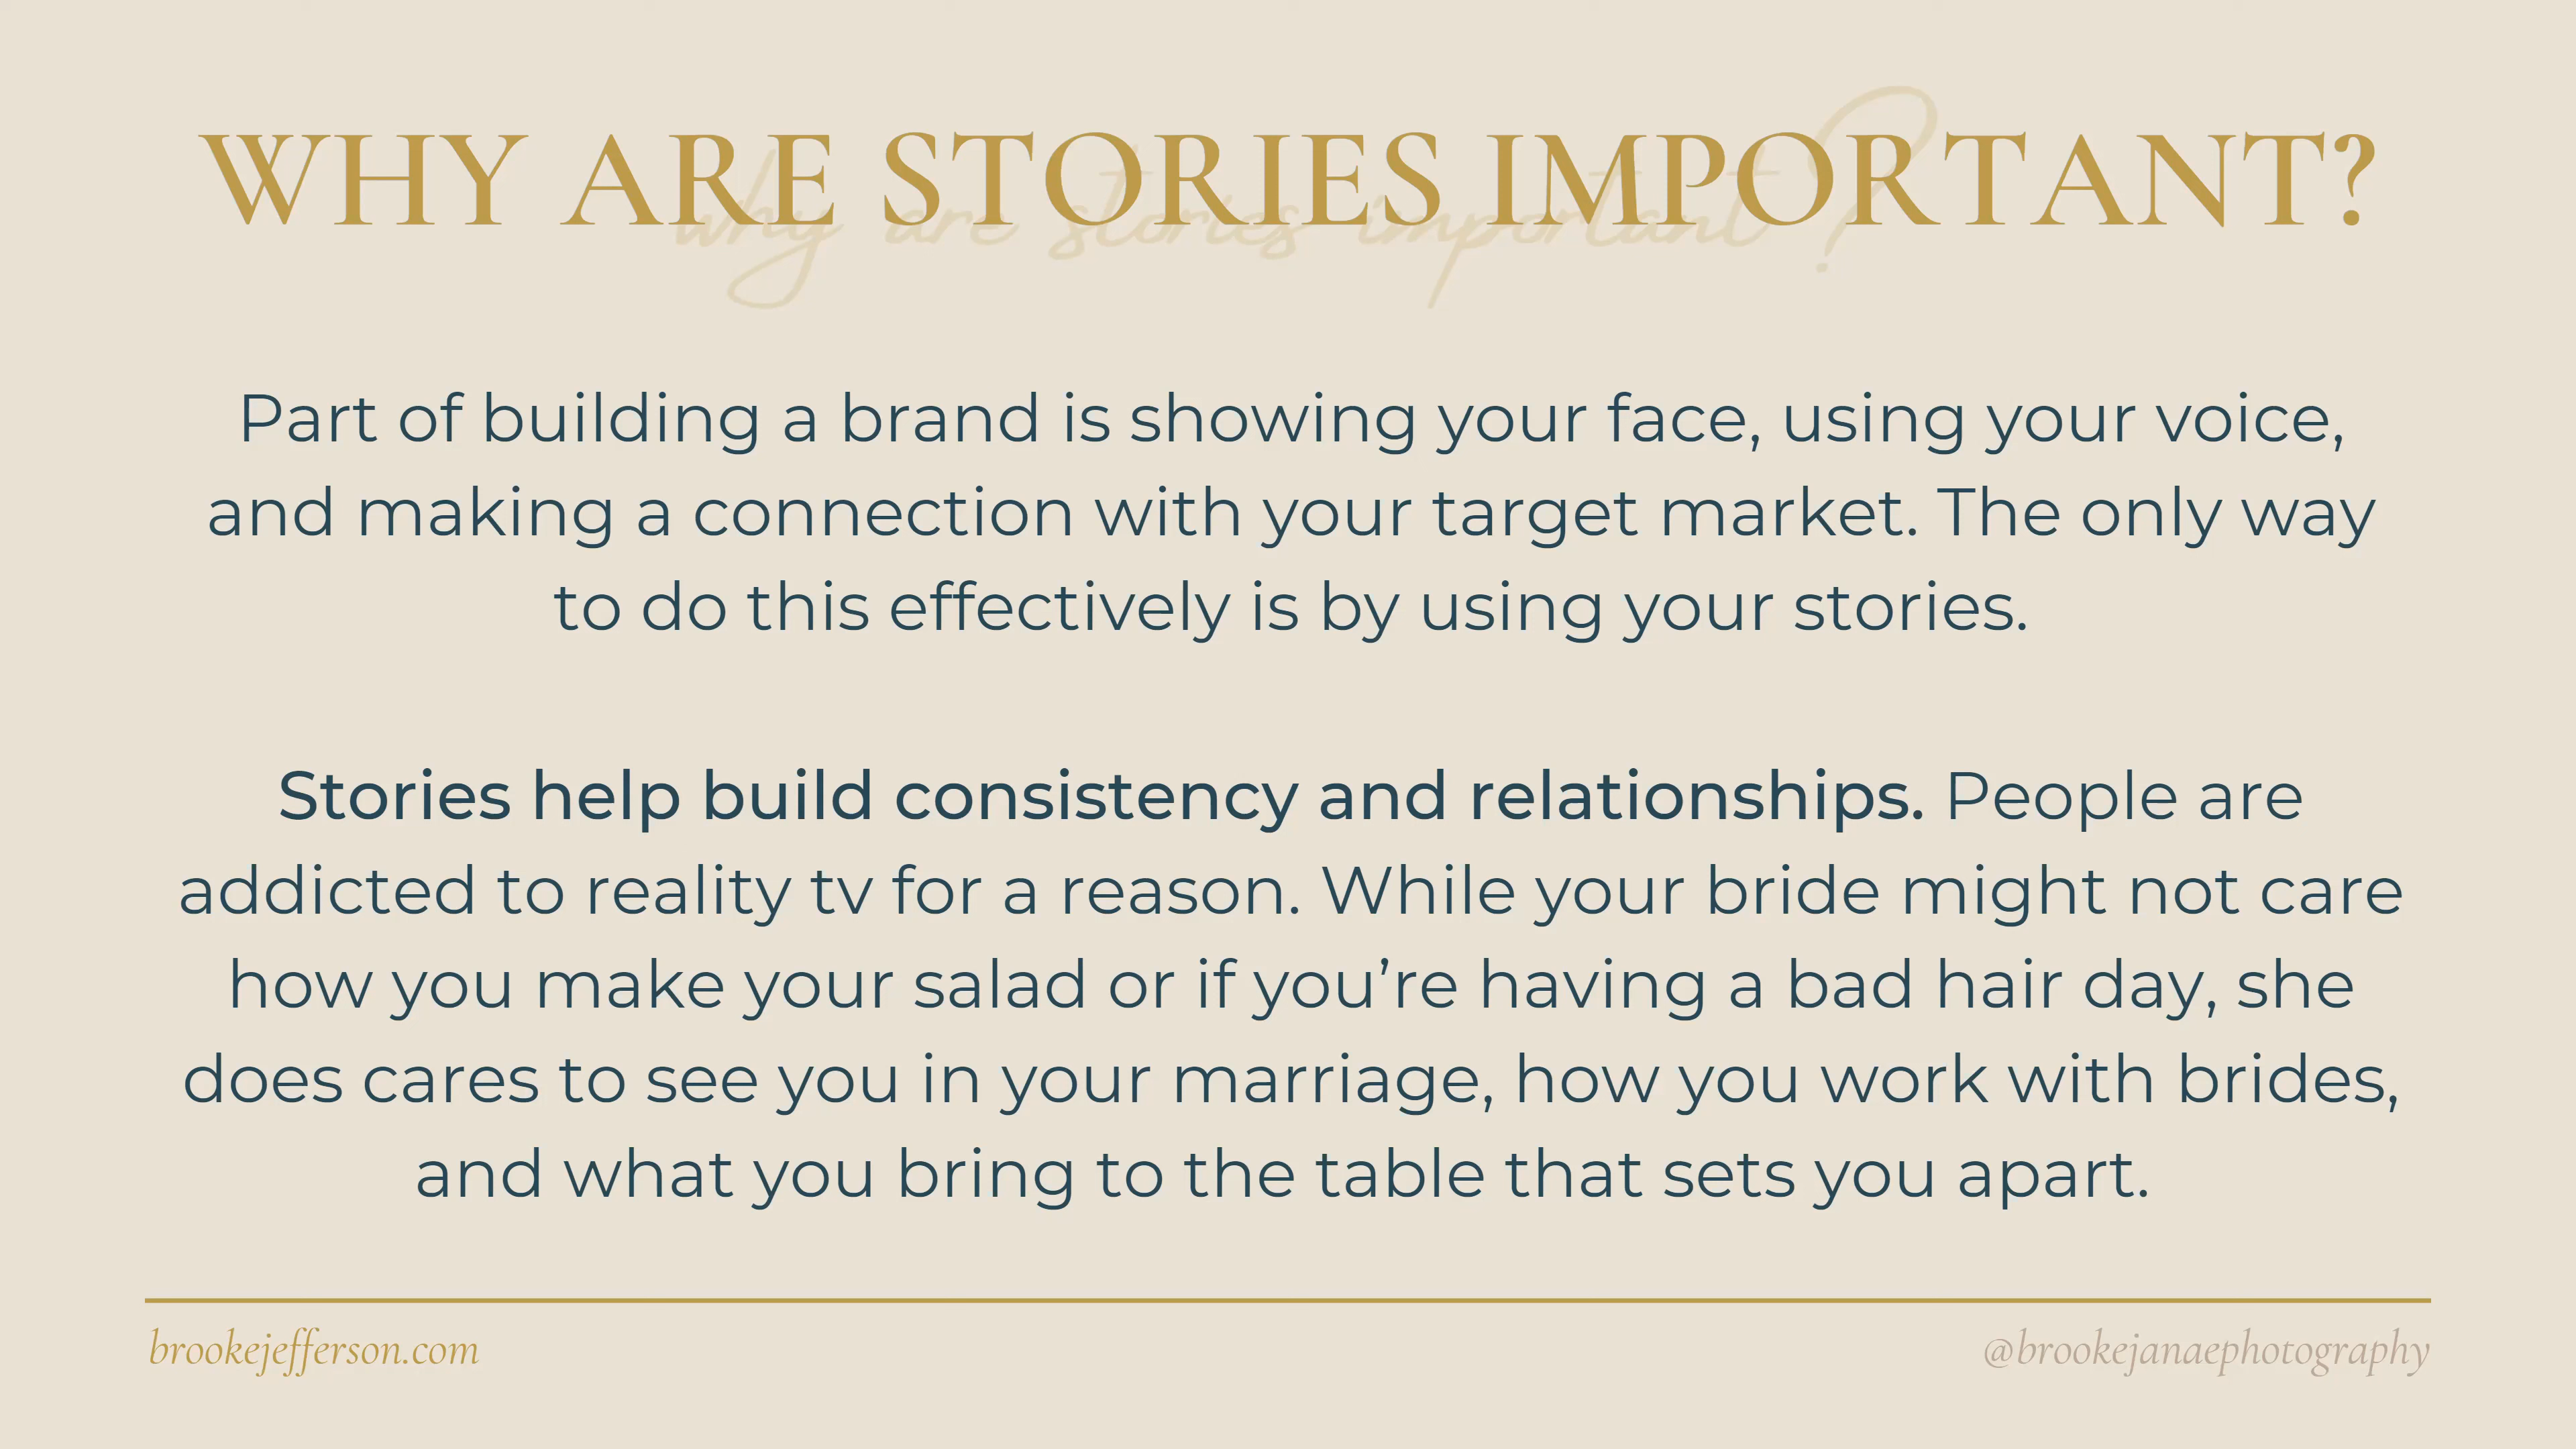 WHY ARE STORIES IMPORTANT?
why are stories important?
Part of building a brand is showing your face, using your voice,
and making a connection with your target market. The only way
to do this effectively is by using your stories.
Stories help build consistency and relationships. People are
addicted to reality tv for a reason. While your bride might not care
how you make your salad or if you’re having a bad hair day, she
does cares to see you in your marriage, how you work with brides,
and what you bring to the table that sets you apart.
brookejefferson.com
@brookejanaephotography